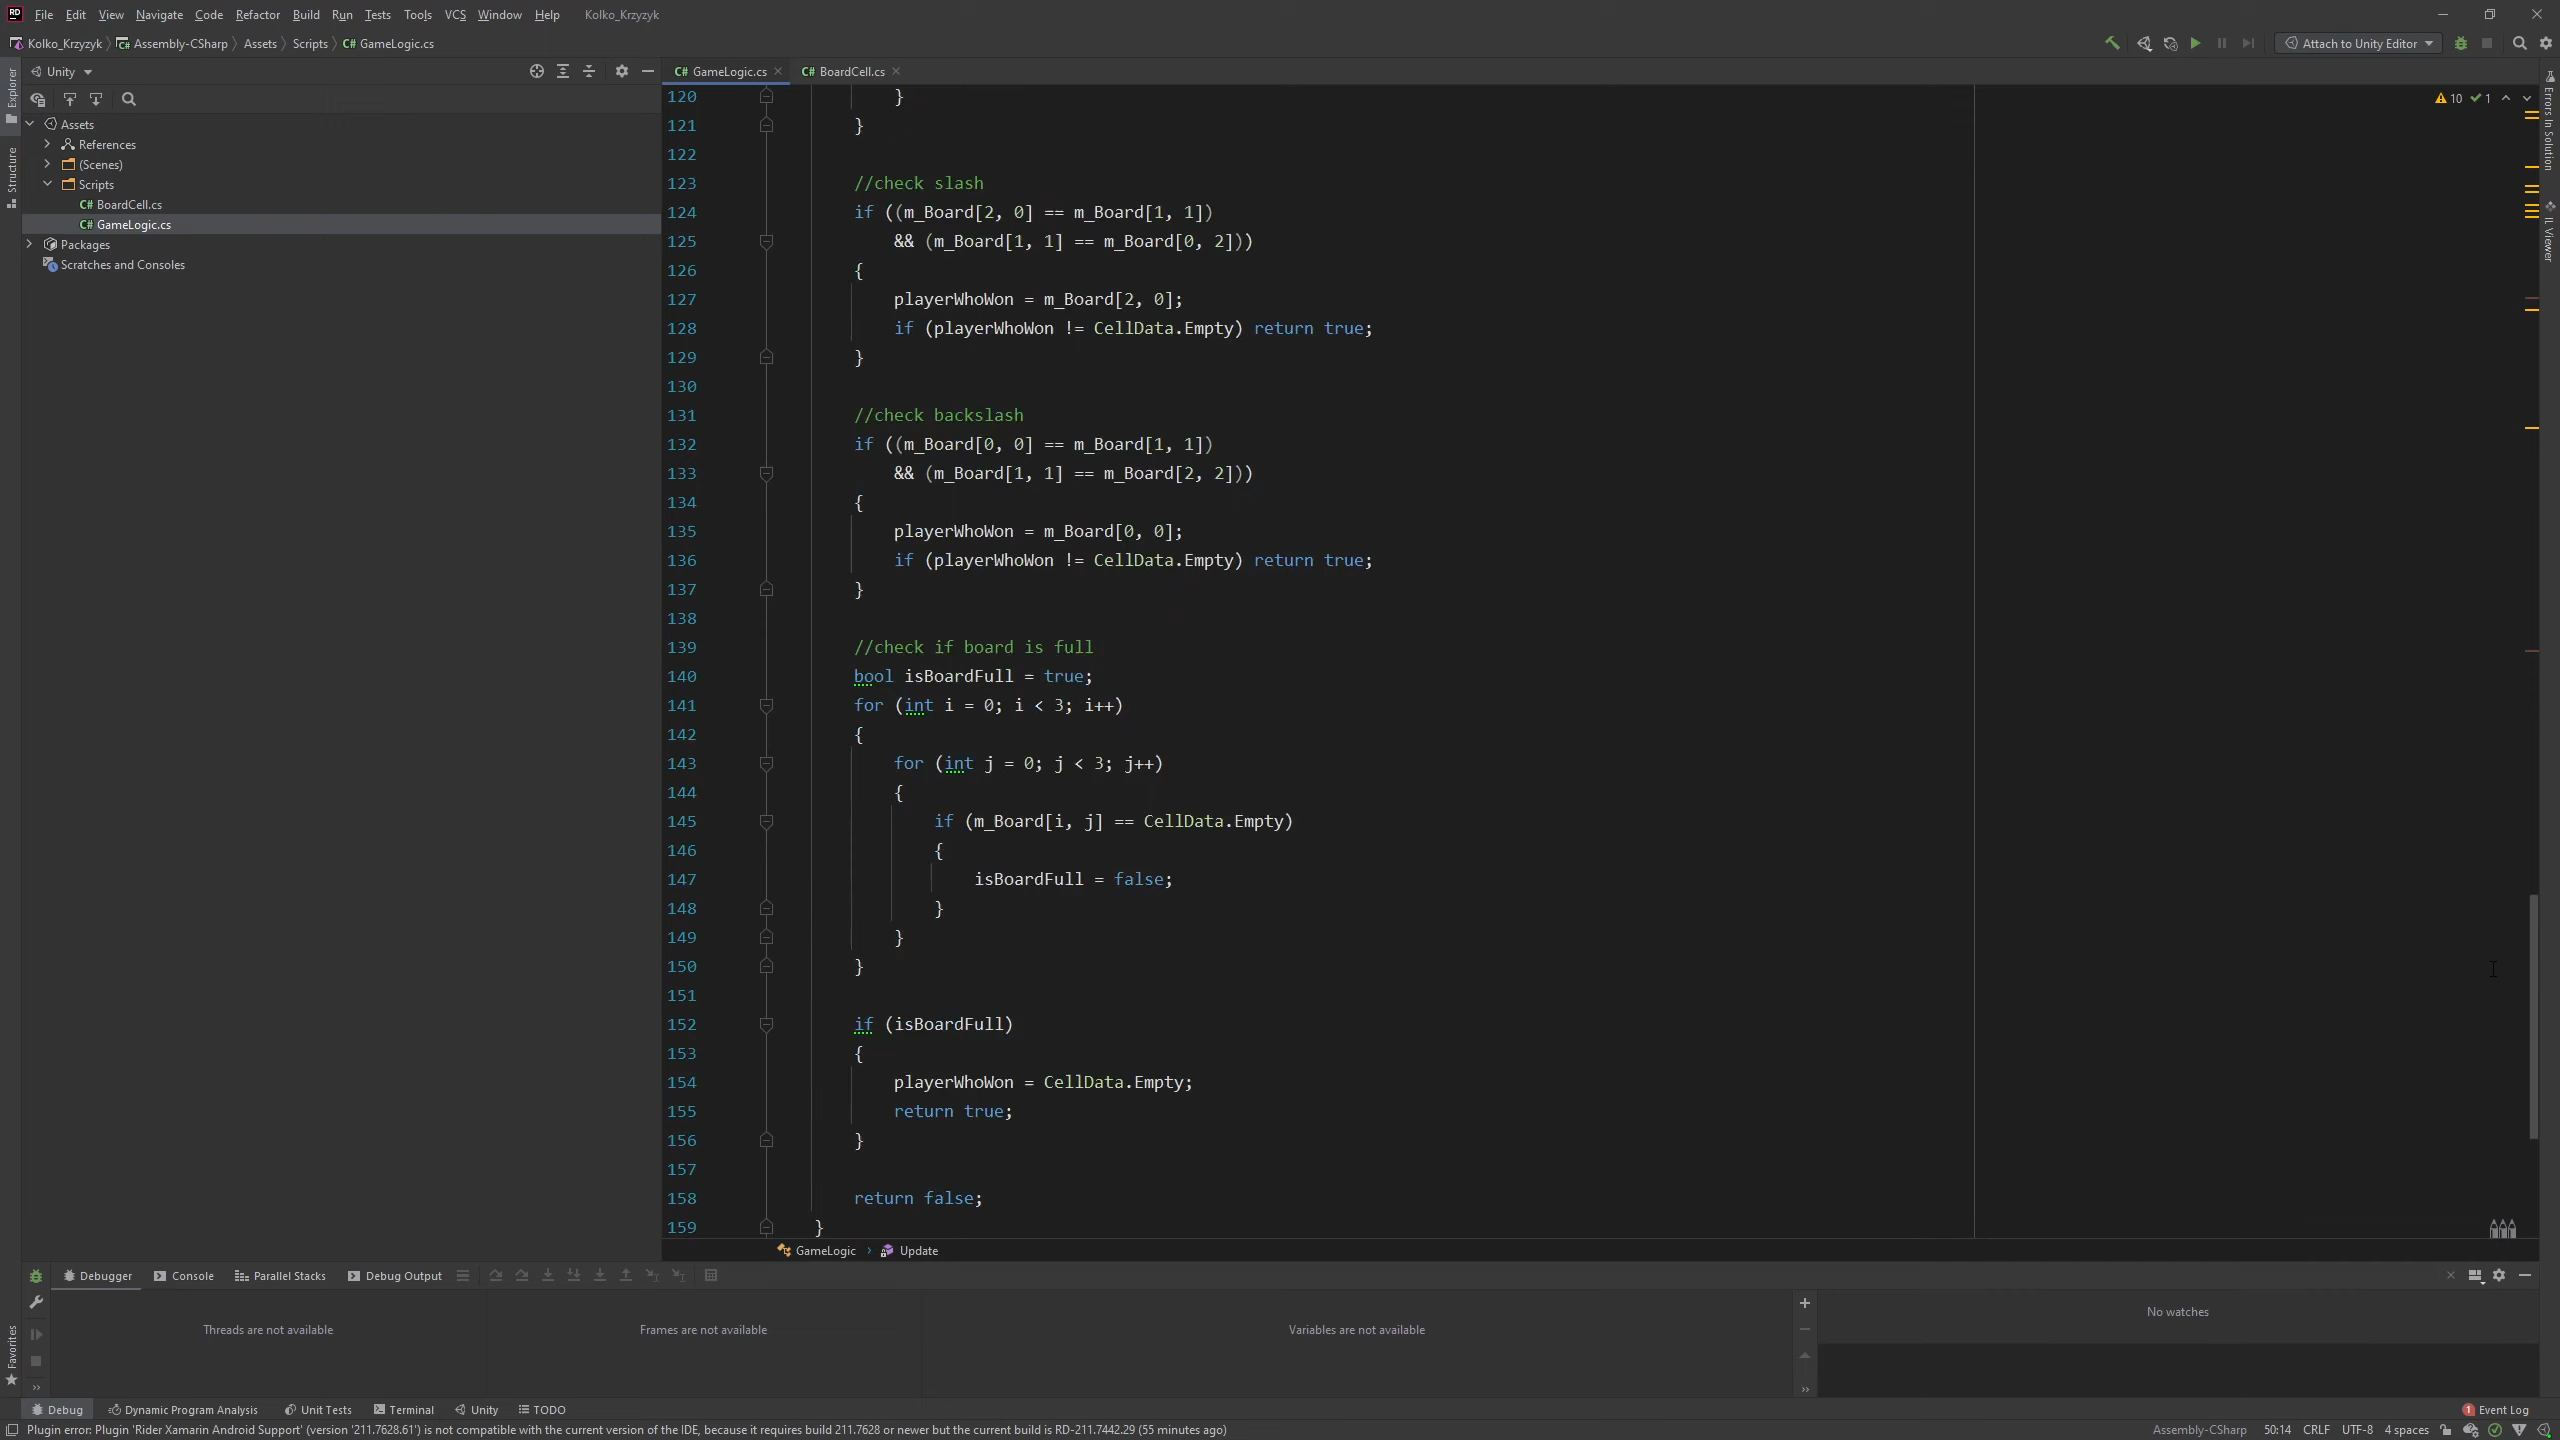 File Edit View Navigate Code Refactor Build Run Tests Tools VCS Window Help Kolko_Krzyzyk
Kolko_Krzyzyk Assembly-CSharp Assets Scripts GameLogic.cs Attach to Unity Editor
Unity
Explorer
Structure
Assets
References
(Scenes)
Scripts
C# BoardCell.cs
C# GameLogic.cs
Packages
Scratches and Consoles
C# GameLogic.cs C# BoardCell.cs
10 1
Errors In Solution
IL Viewer
120 }
121 }
122
123 //check slash
124 if ((m_Board[2, 0] == m_Board[1, 1])
125 && (m_Board[1, 1] == m_Board[0, 2]))
126 {
127 playerWhoWon = m_Board[2, 0];
128 if (playerWhoWon != CellData.Empty) return true;
129 }
130
131 //check backslash
132 if ((m_Board[0, 0] == m_Board[1, 1])
133 && (m_Board[1, 1] == m_Board[2, 2]))
134 {
135 playerWhoWon = m_Board[0, 0];
136 if (playerWhoWon != CellData.Empty) return true;
137 }
138
139 //check if board is full
140 bool isBoardFull = true;
141 for (int i = 0; i < 3; i++)
142 {
143 for (int j = 0; j < 3; j++)
144 {
145 if (m_Board[i, j] == CellData.Empty)
146 {
147 isBoardFull = false;
148 }
149 }
150 }
151
152 if (isBoardFull)
153 {
154 playerWhoWon = CellData.Empty;
155 return true;
156 }
157
158 return false;
159 }
GameLogic › Update
Debugger Console Parallel Stacks Debug Output
Threads are not available Frames are not available Variables are not available No watches
Favorites
Debug Dynamic Program Analysis Unit Tests Terminal Unity TODO 1 Event Log
Plugin error: Plugin 'Rider Xamarin Android Support' (version '211.7628.61') is not compatible with the current version of the IDE, because it requires build 211.7628 or newer but the current build is RD-211.7442.29 (55 minutes ago) Assembly-CSharp 50:14 CRLF UTF-8 4 spaces